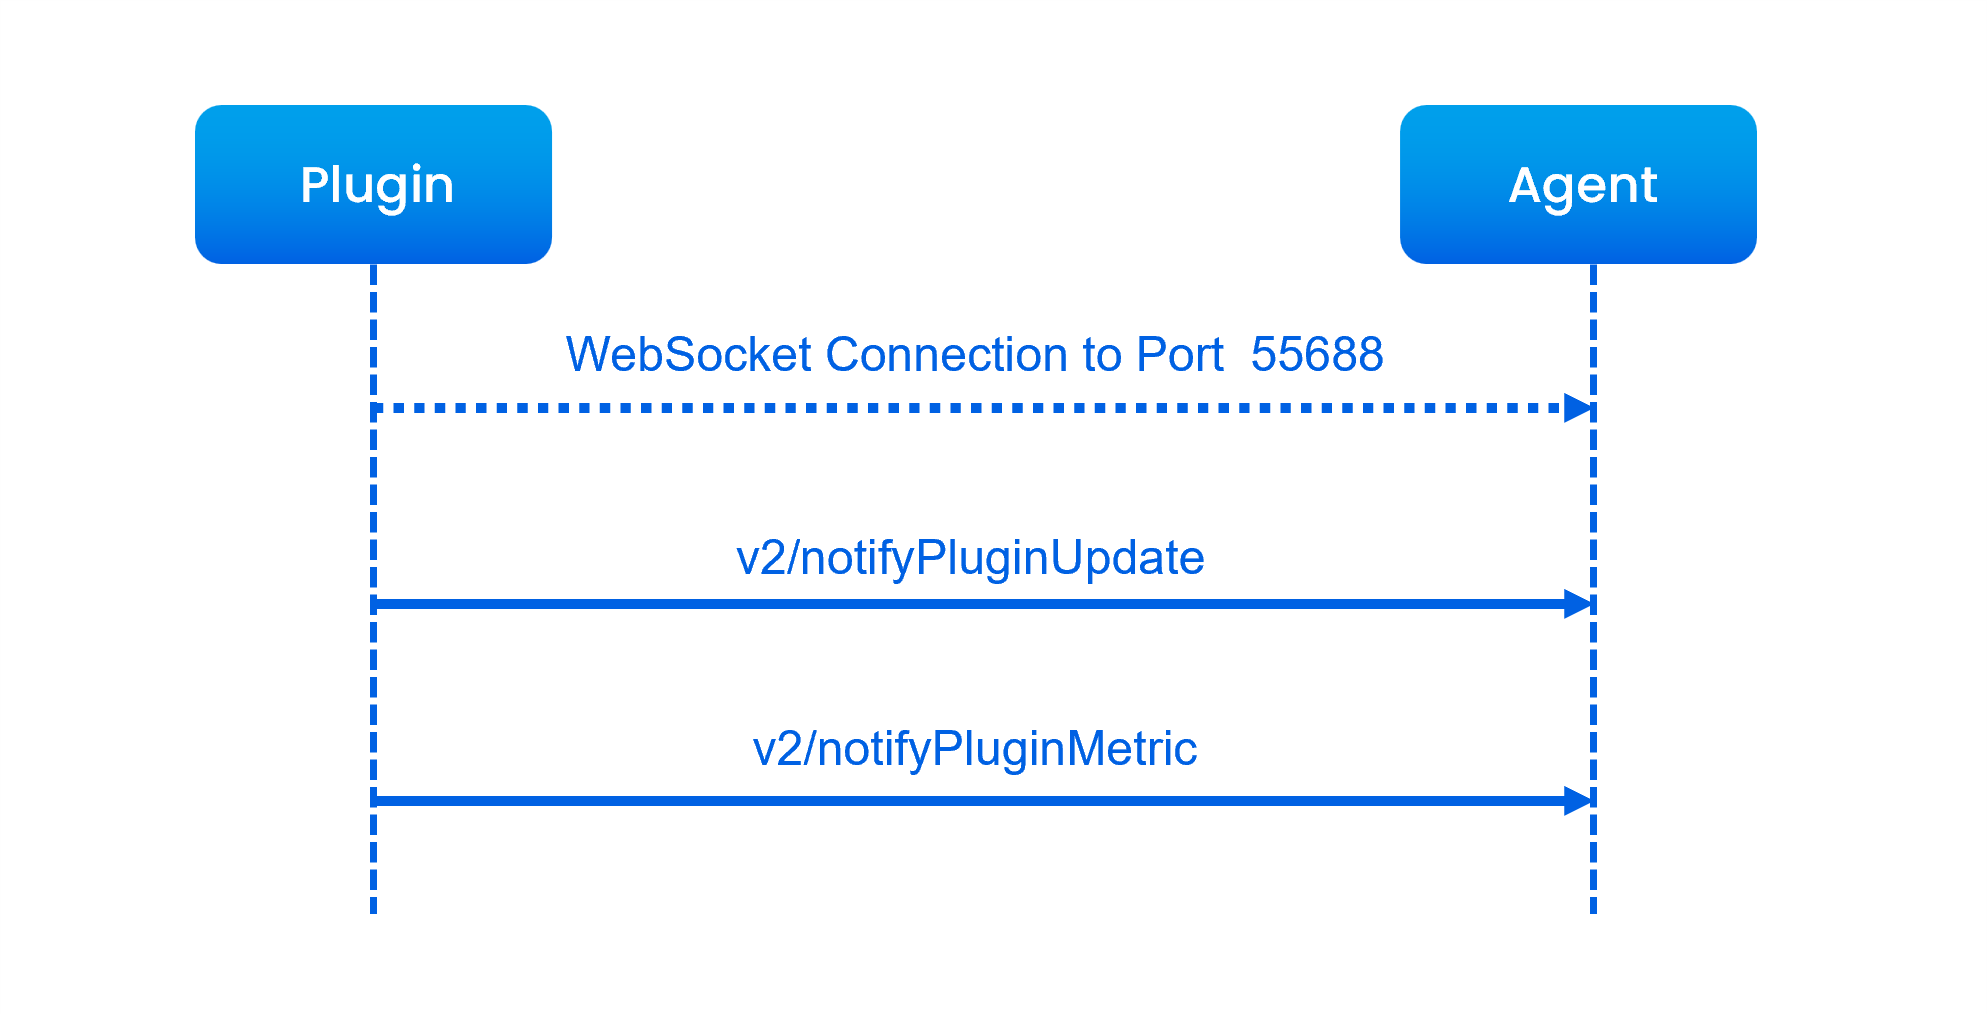 Plugin
Agent
WebSocket Connection to Port  55688
v2/notifyPluginUpdate
v2/notifyPluginMetric